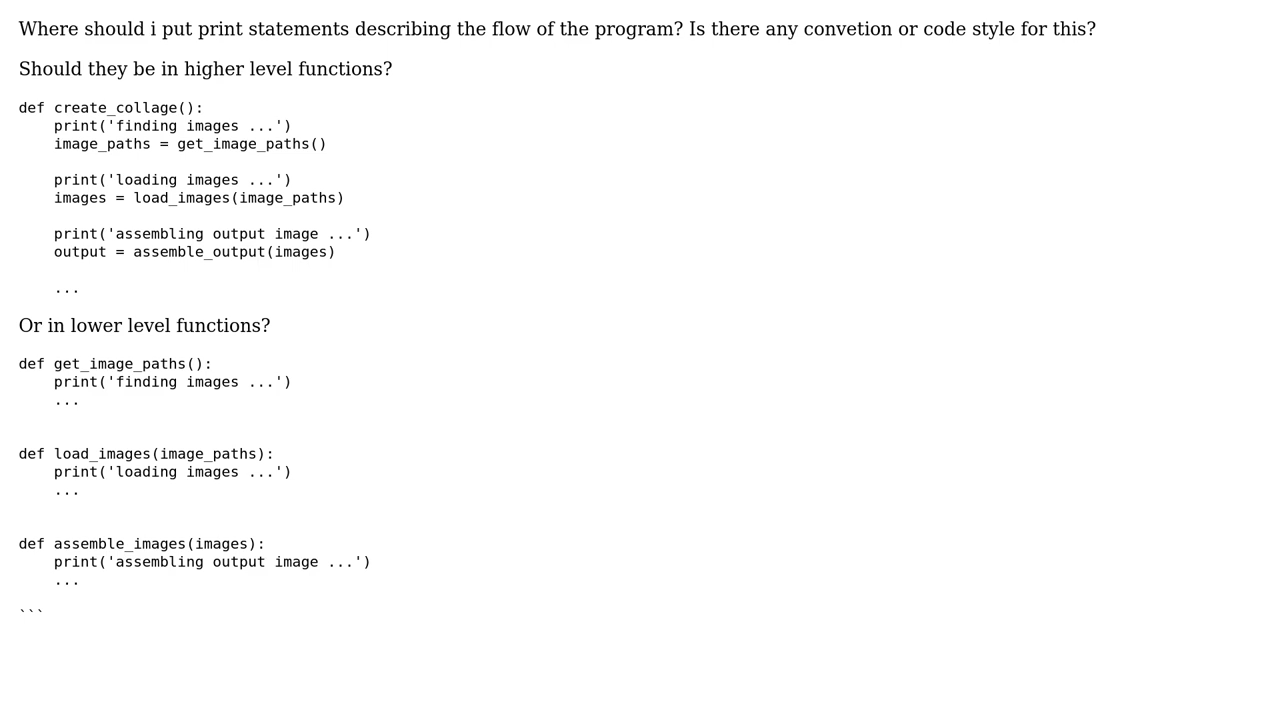 Where should i put print statements describing the flow of the program? Is there any convetion or code style for this?
Should they be in higher level functions?
def create_collage():
    print('finding images ...')
    image_paths = get_image_paths()

    print('loading images ...')
    images = load_images(image_paths)

    print('assembling output image ...')
    output = assemble_output(images)

    ...
Or in lower level functions?
def get_image_paths():
    print('finding images ...')
    ...


def load_images(image_paths):
    print('loading images ...')
    ...


def assemble_images(images):
    print('assembling output image ...')
    ...
```